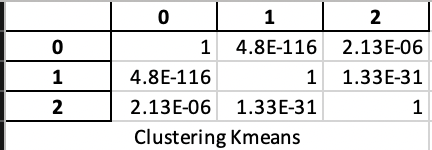 0 1 2
0 1 4.8E-116 2.13E-06
1 4.8E-116 1 1.33E-31
2 2.13E-06 1.33E-31 1
Clustering Kmeans